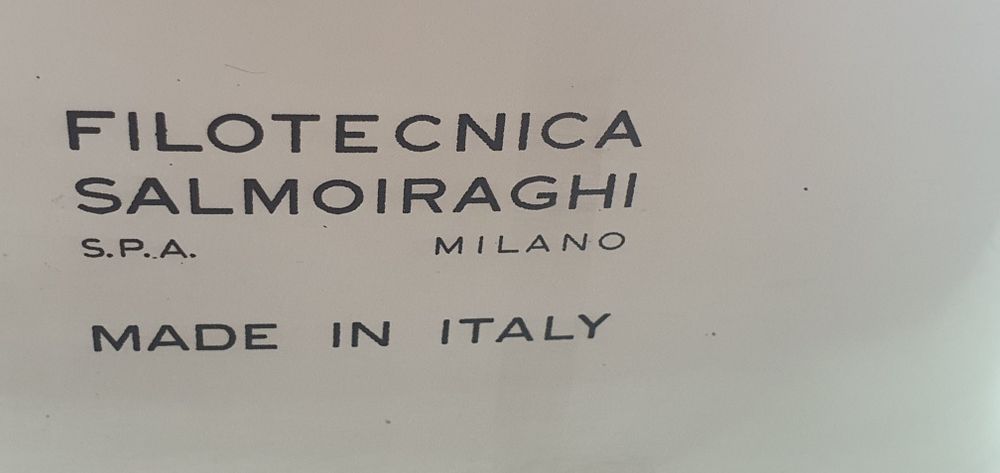 FILOTECNICA
SALMOIRAGHI
S.P.A. MILANO
MADE IN ITALY